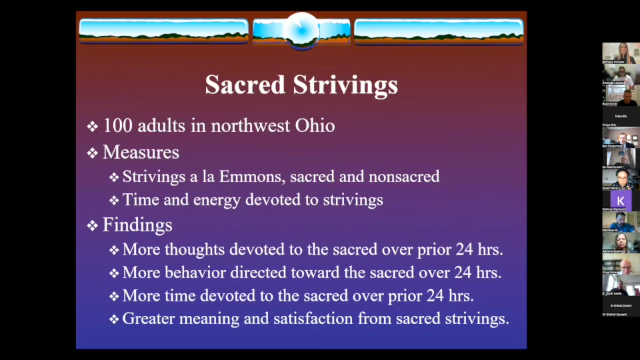 Sacred Strivings
❖ 100 adults in northwest Ohio
❖ Measures
❖ Strivings a la Emmons, sacred and nonsacred
❖ Time and energy devoted to strivings
❖ Findings
❖ More thoughts devoted to the sacred over prior 24 hrs.
❖ More behavior directed toward the sacred over 24 hrs.
❖ More time devoted to the sacred over prior 24 hrs.
❖ Greater meaning and satisfaction from sacred strivings.
K